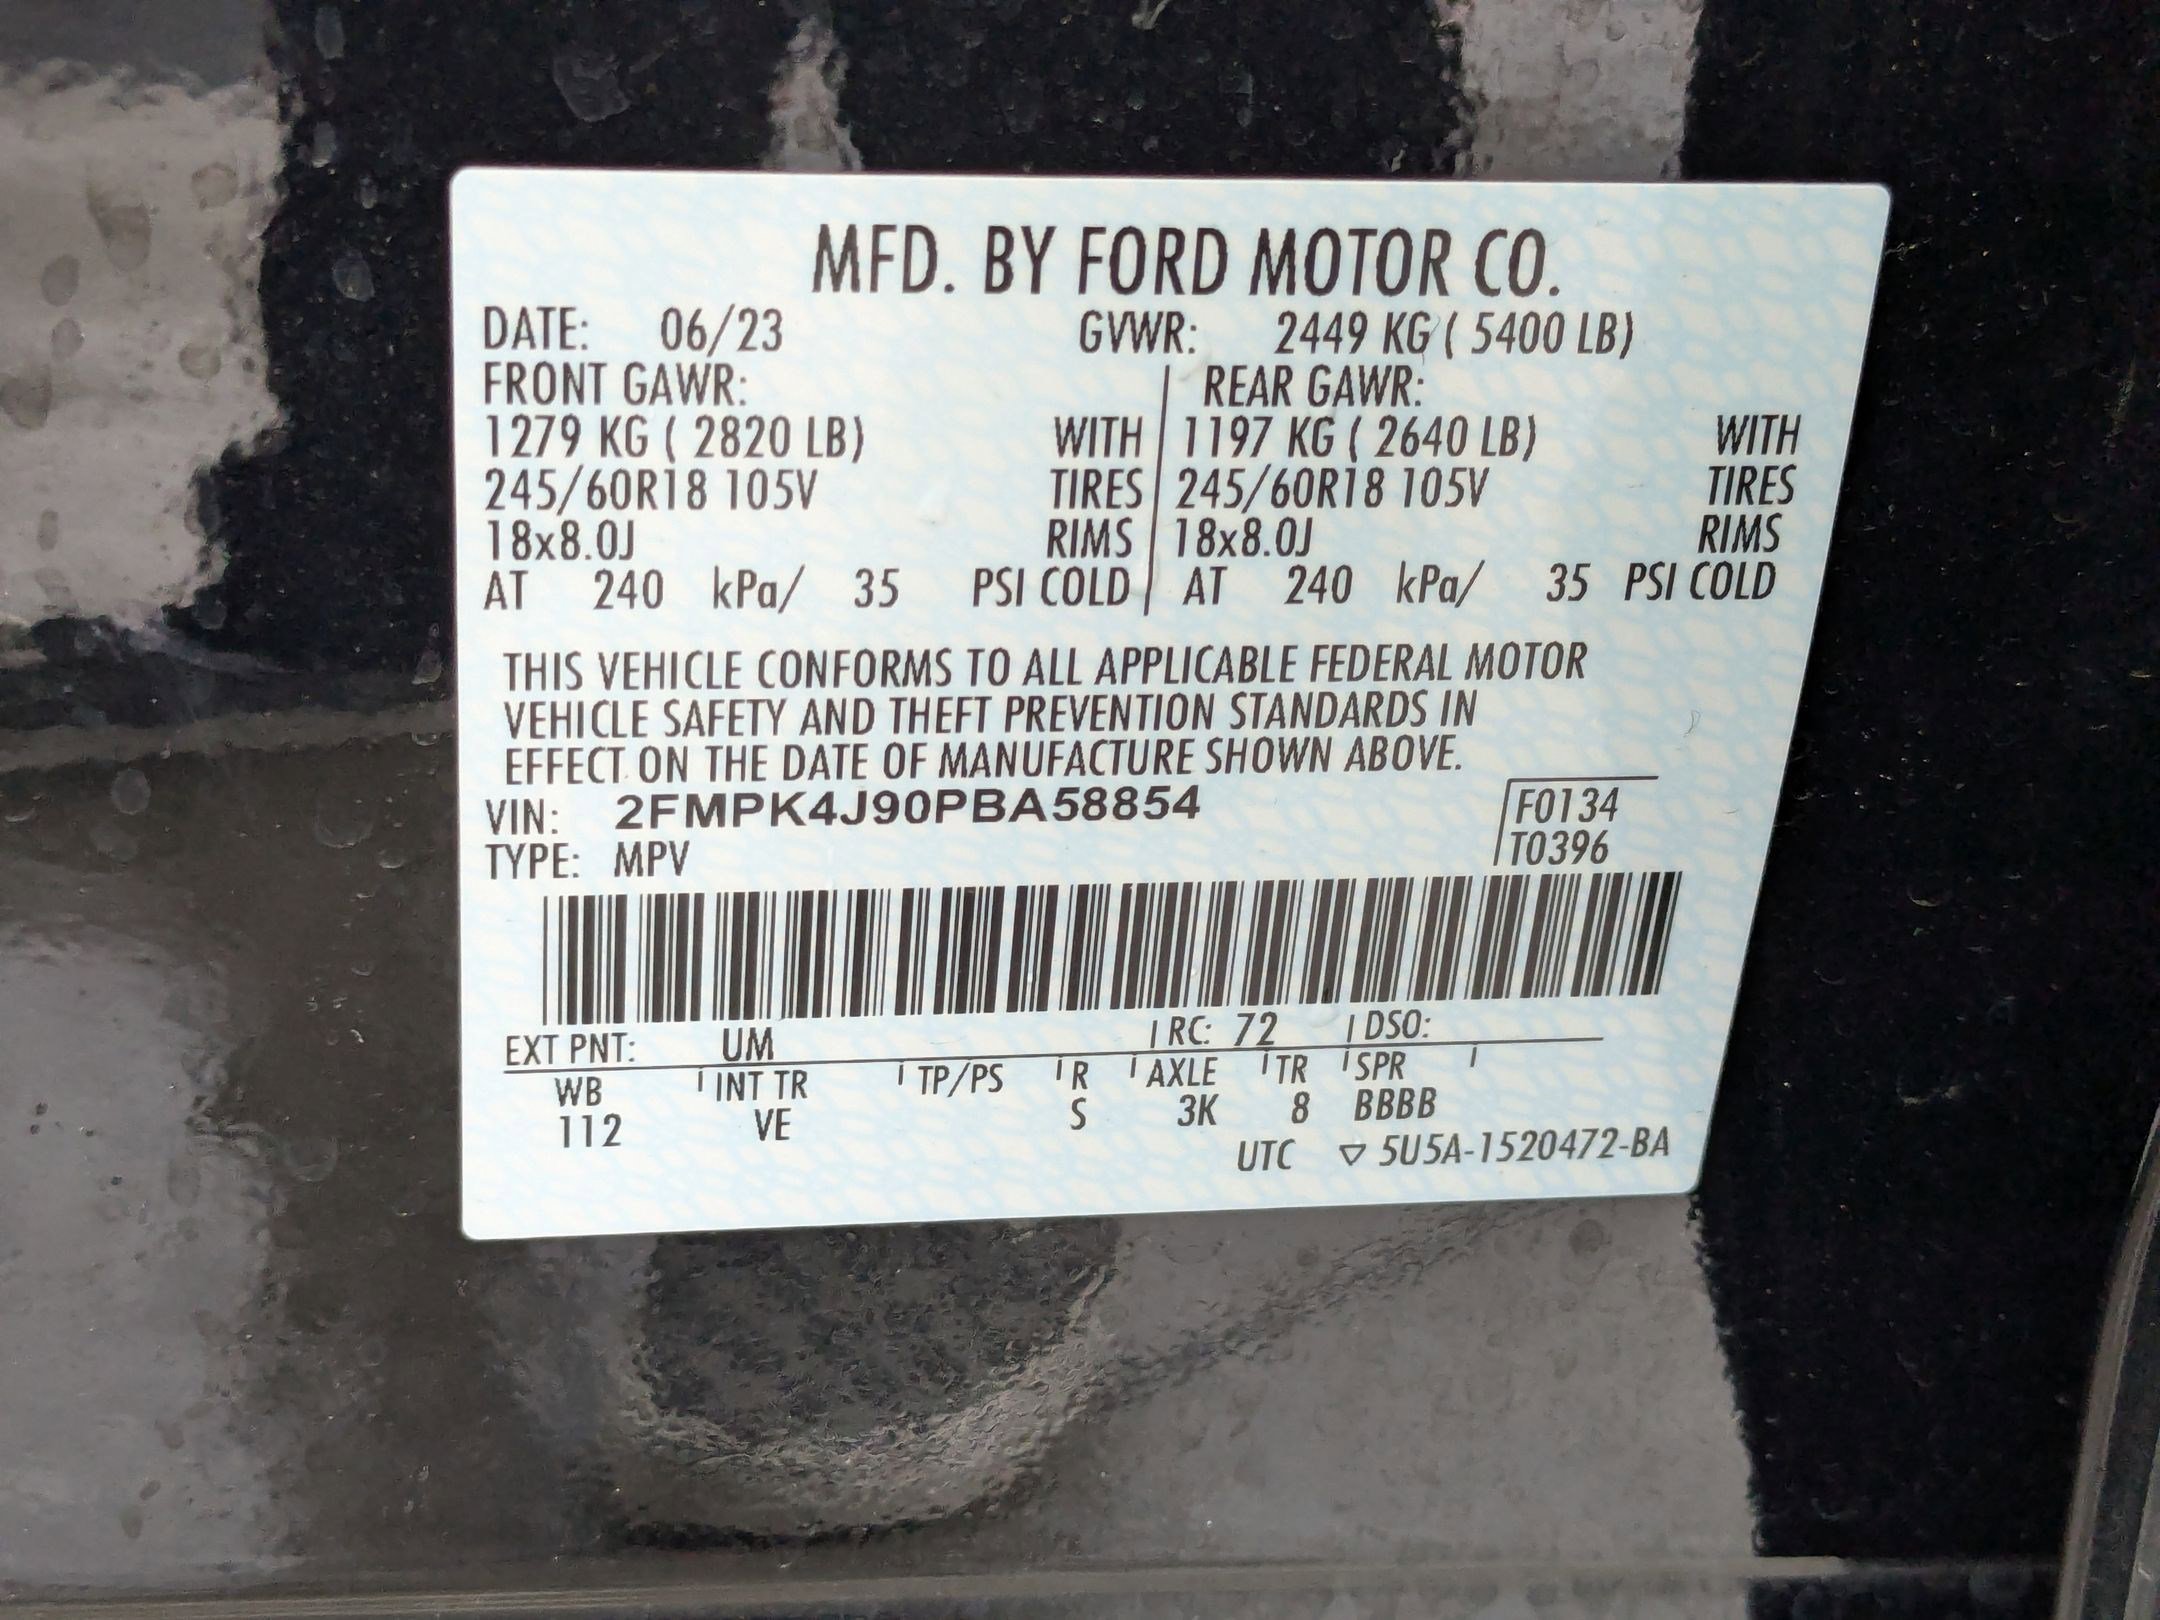 MFD. BY FORD MOTOR CO.
DATE: 06/23 GVWR: 2449 KG ( 5400 LB)
FRONT GAWR: REAR GAWR:
1279 KG ( 2820 LB) WITH 1197 KG ( 2640 LB) WITH
245/60R18 105V TIRES 245/60R18 105V TIRES
18x8.0J RIMS 18x8.0J RIMS
AT 240 kPa/ 35 PSI COLD AT 240 kPa/ 35 PSI COLD
THIS VEHICLE CONFORMS TO ALL APPLICABLE FEDERAL MOTOR
VEHICLE SAFETY AND THEFT PREVENTION STANDARDS IN
EFFECT ON THE DATE OF MANUFACTURE SHOWN ABOVE.
VIN: 2FMPK4J90PBA58854 F0134
TYPE: MPV T0396
EXT PNT: UM RC: 72 DSO:
WB INT TR TP/PS R AXLE TR SPR
112 VE S 3K 8 BBBB
UTC ▽ 5U5A-1520472-BA